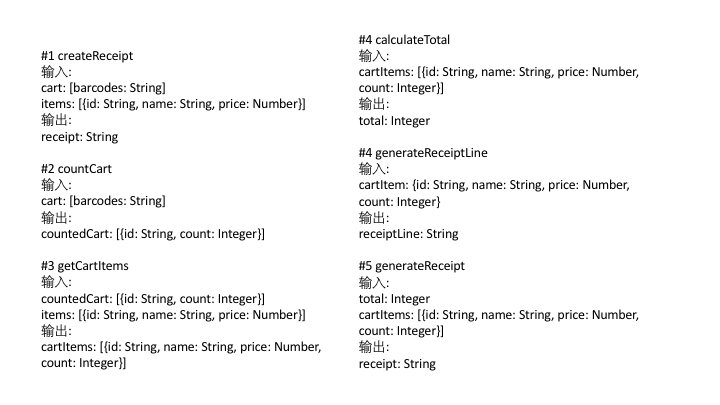 #1 createReceipt
输入:
cart: [barcodes: String]
items: [{id: String, name: String, price: Number}]
输出:
receipt: String
#2 countCart
输入:
cart: [barcodes: String]
输出:
countedCart: [{id: String, count: Integer}]
#3 getCartItems
输入:
countedCart: [{id: String, count: Integer}]
items: [{id: String, name: String, price: Number}]
输出:
cartItems: [{id: String, name: String, price: Number,
count: Integer}]
#4 calculateTotal
输入:
cartItems: [{id: String, name: String, price: Number,
count: Integer}]
输出:
total: Integer
#4 generateReceiptLine
输入:
cartItem: {id: String, name: String, price: Number,
count: Integer}
输出:
receiptLine: String
#5 generateReceipt
输入:
total: Integer
cartItems: [{id: String, name: String, price: Number,
count: Integer}]
输出:
receipt: String